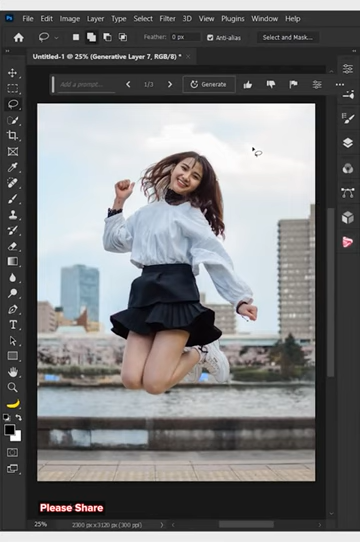 Ps File Edit Image Layer Type Select Filter 3D View Plugins Window Help
Feather: 0 px Anti-alias Select and Mask...
Untitled-1 @ 25% (Generative Layer 7, RGB/8) * ×
Add a prompt... 1/3 Generate
Please Share
25% 2300 px x 3120 px (300 ppi)